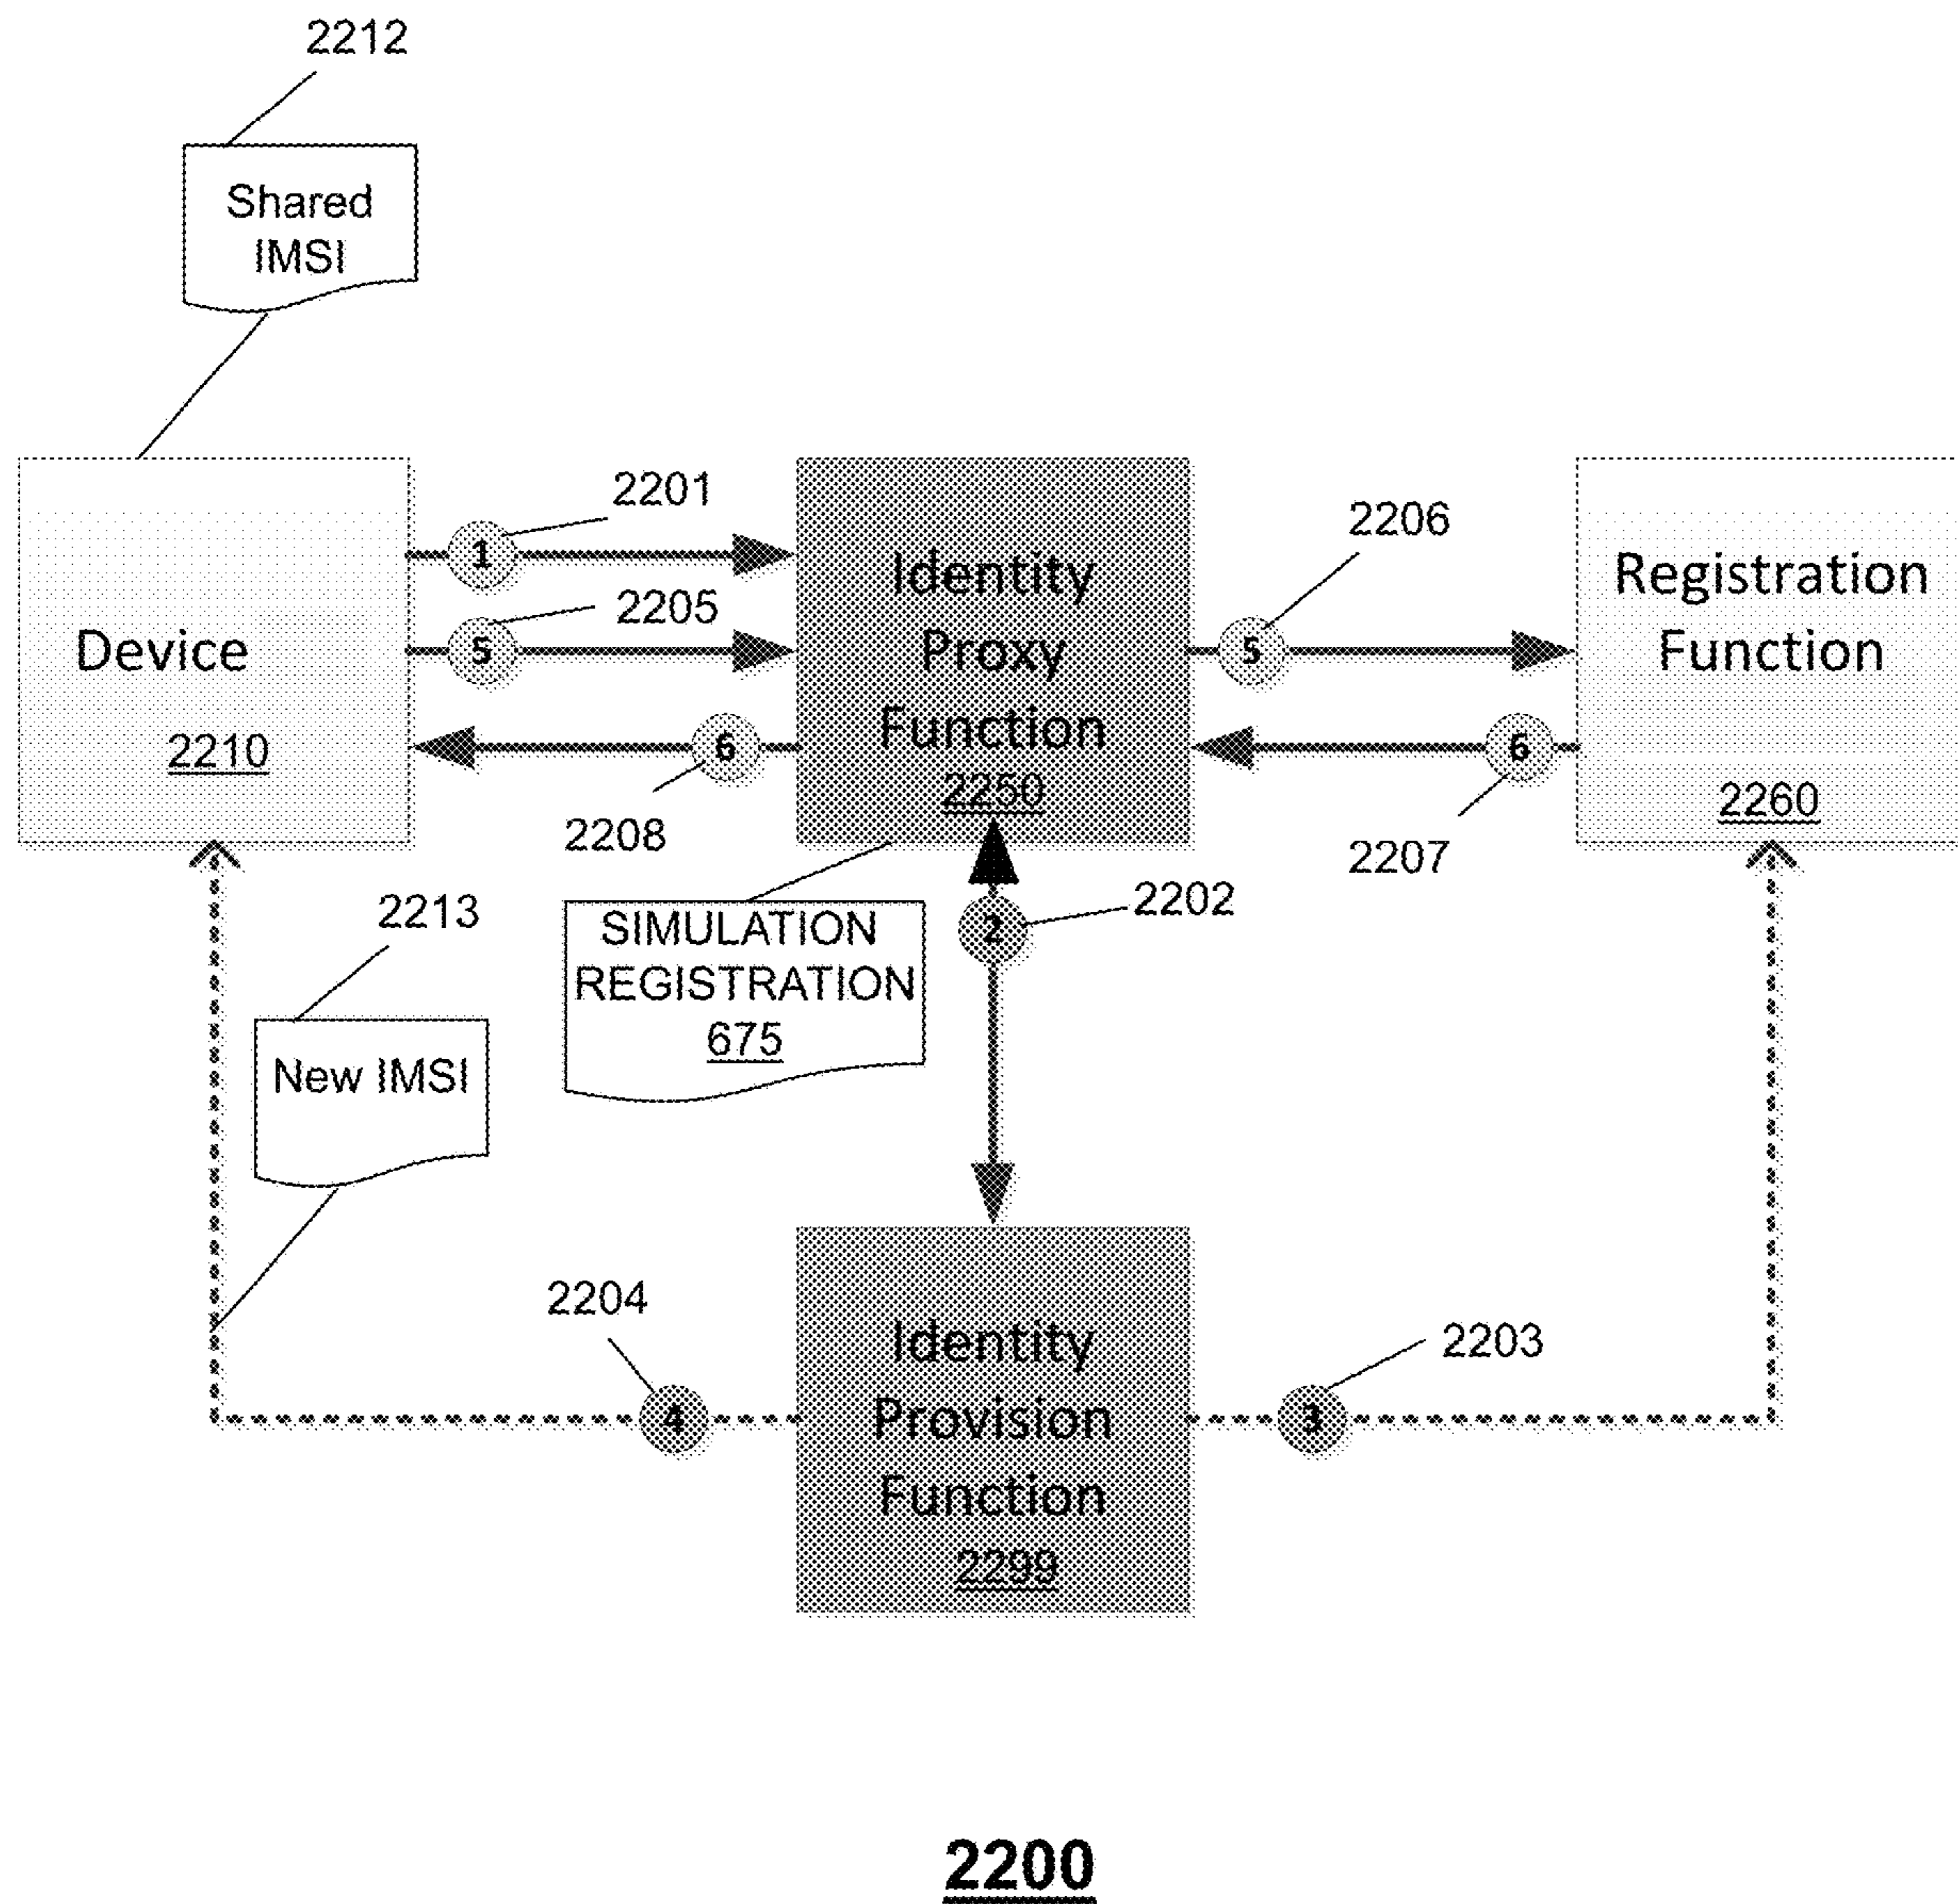 2212
Shared
IMSI
2201
1
2205
5
2206
5
Device
2210
Identity
Proxy
Function
2250
Registration
Function
2260
6
2208
6
2207
2213
New IMSI
SIMULATION
REGISTRATION
675
2
2202
2204
4
2203
3
Identity
Provision
Function
2299
2200